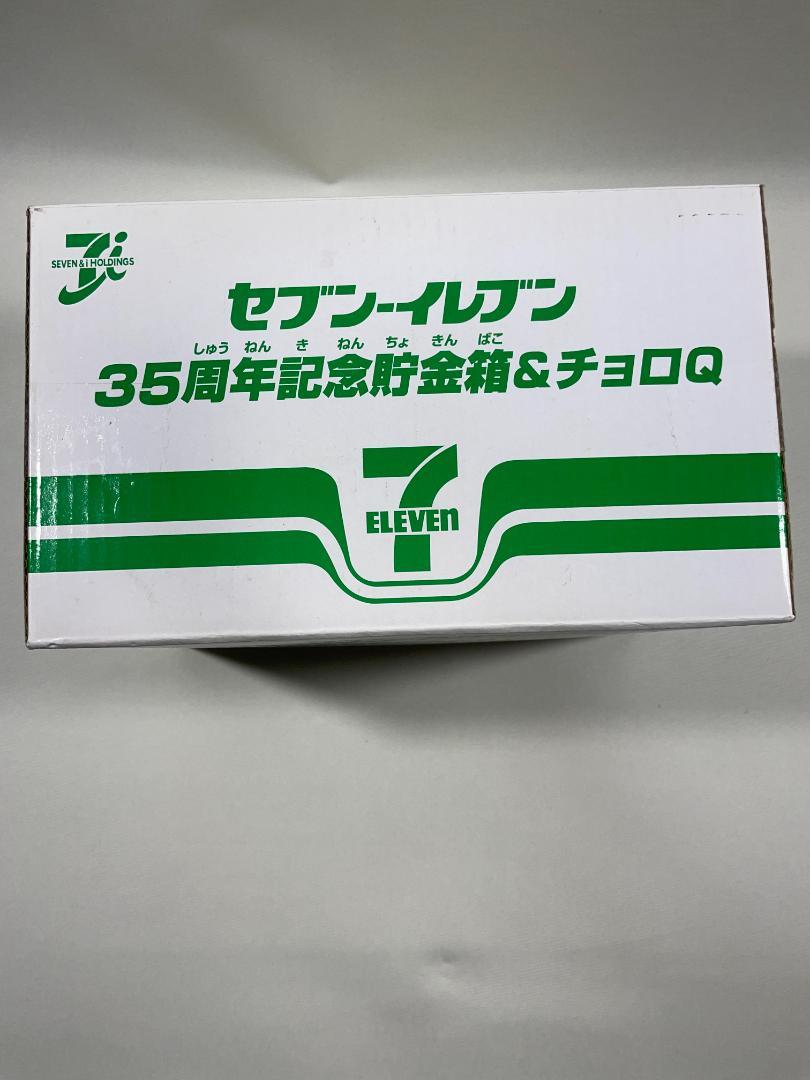 SEVEN & i HOLDINGS
セブン-イレブン
しゅう ねん き ねん ちょ きん ばこ
35周年記念貯金箱&チョロQ
7
ELEVEn